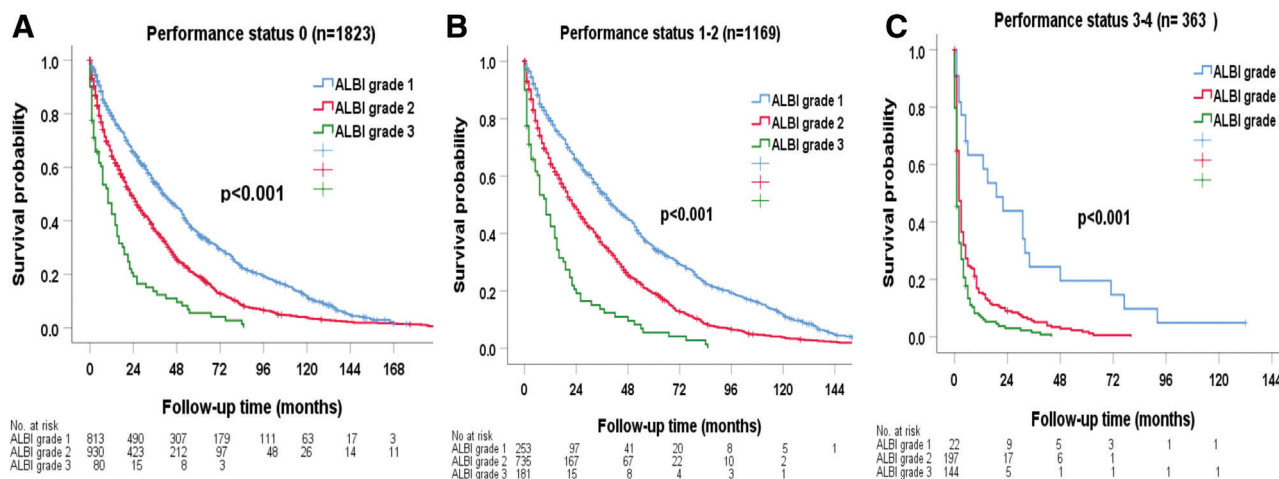 A
Performance status 0 (n=1823)
Survival probability
1.0
0.8
0.6
0.4
0.2
0.0
ALBI grade 1
ALBI grade 2
ALBI grade 3
p<0.001
0 24 48 72 96 120 144 168
Follow-up time (months)
No. at risk
ALBI grade 1 813 490 307 179 111 63 17 3
ALBI grade 2 930 423 212 97 48 26 14 11
ALBI grade 3 80 15 8 3
B
Performance status 1-2 (n=1169)
Survival probability
1.0
0.8
0.6
0.4
0.2
0.0
ALBI grade 1
ALBI grade 2
ALBI grade 3
p<0.001
0 24 48 72 96 120 144
Follow-up time (months)
No at risk
ALBI grade 1 253 97 41 20 8 5 1
ALBI grade 2 735 167 67 22 10 2
ALBI grade 3 181 15 8 4 3 1
C
Performance status 3-4 (n= 363 )
Survival probability
1.0
0.8
0.6
0.4
0.2
0.0
ALBI grade
ALBI grade
ALBI grade
p<0.001
0 24 48 72 96 120 144
Follow-up time (months)
No. at risk
ALBI grade 1 22 9 5 3 1 1
ALBI grade 2 197 17 6 1
ALBI grade 3 144 5 1 1 1 1